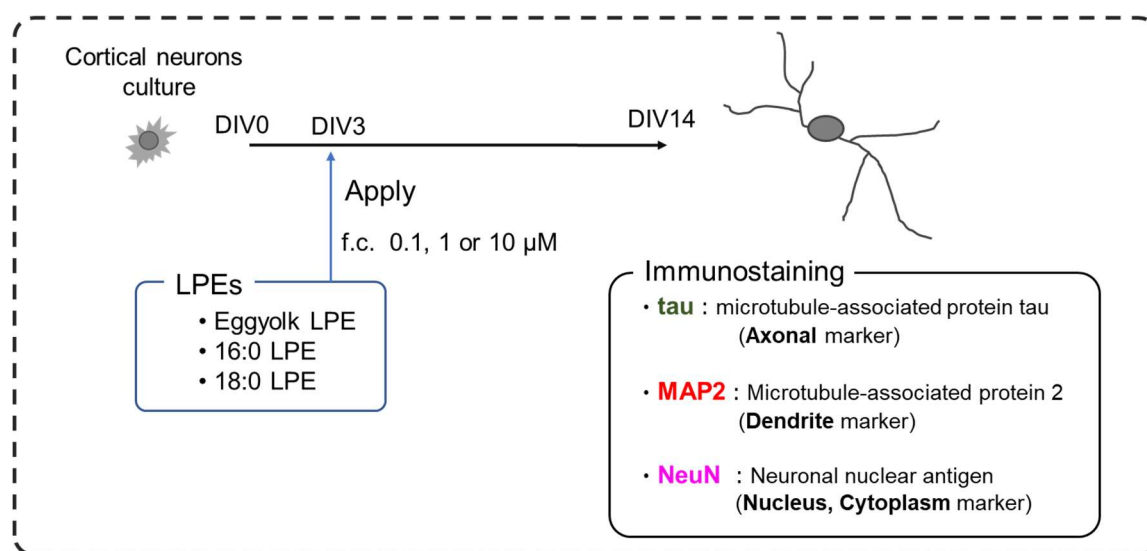 Cortical neurons
culture
DIV0
DIV3
DIV14
Apply
f.c. 0.1, 1 or 10 μM
LPEs
• Eggyolk LPE
• 16:0 LPE
• 18:0 LPE
Immunostaining
・tau : microtubule-associated protein tau
(Axonal marker)
・MAP2 : Microtubule-associated protein 2
(Dendrite marker)
・NeuN : Neuronal nuclear antigen
(Nucleus, Cytoplasm marker)